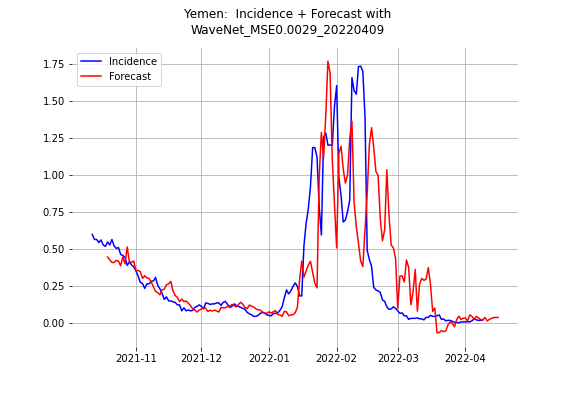 Yemen:  Incidence + Forecast with
WaveNet_MSE0.0029_20220409
Incidence
Forecast
1.75
1.50
1.25
1.00
0.75
0.50
0.25
0.00
2021-11 2021-12 2022-01 2022-02 2022-03 2022-04